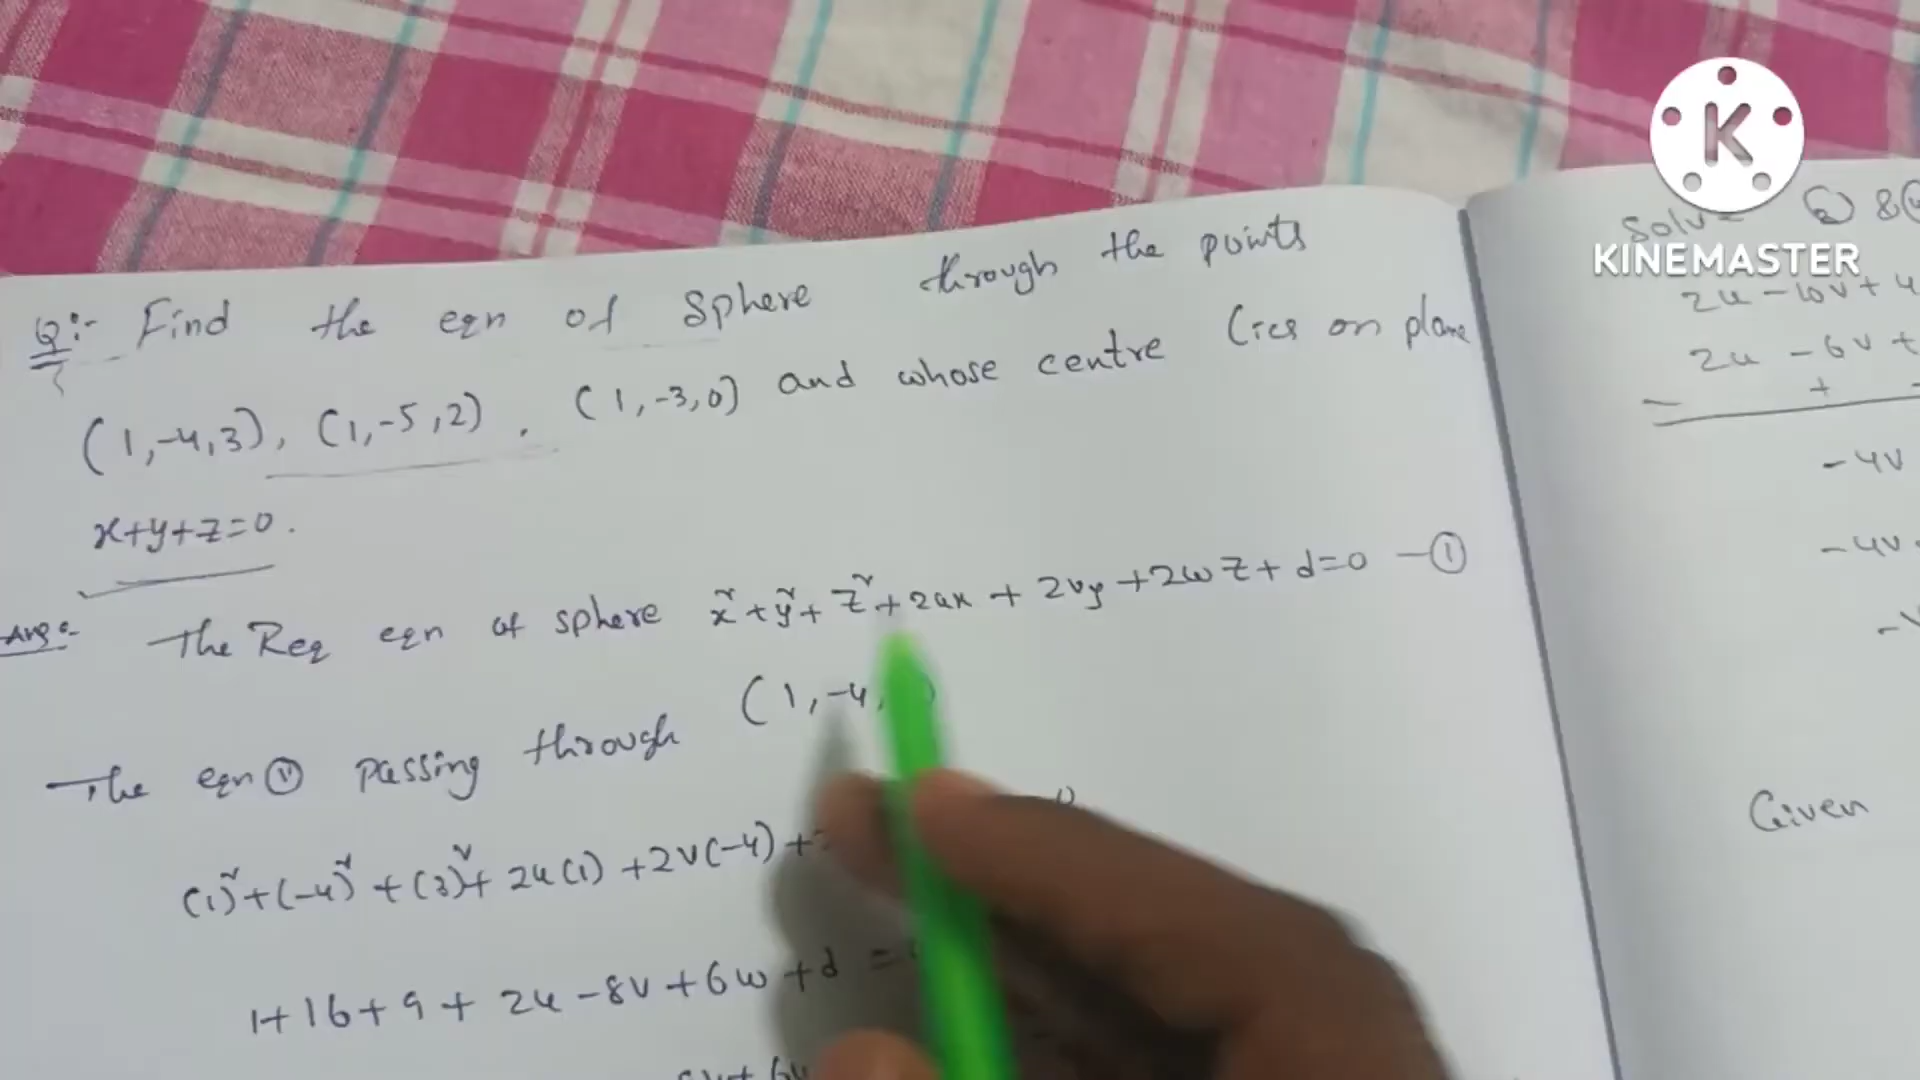 Q:- Find the eqn of sphere through the points
(1,-4,3), (1,-5,2), (1,-3,0) and whose centre lies on plane
x+y+z=0.
Ans:- The Req eqn of sphere x²+y²+z²+2ux+2vy+2wz+d=0 —①
The eqn ① passing through (1,-4,
(1)²+(-4)²+(3)²+2u(1)+2v(-4)+
1+16+9+2u-8v+6w+d=
Solve ② &
2u-10v+4
2u-6v+
- + -
-4v
-4v
Given
KINEMASTER